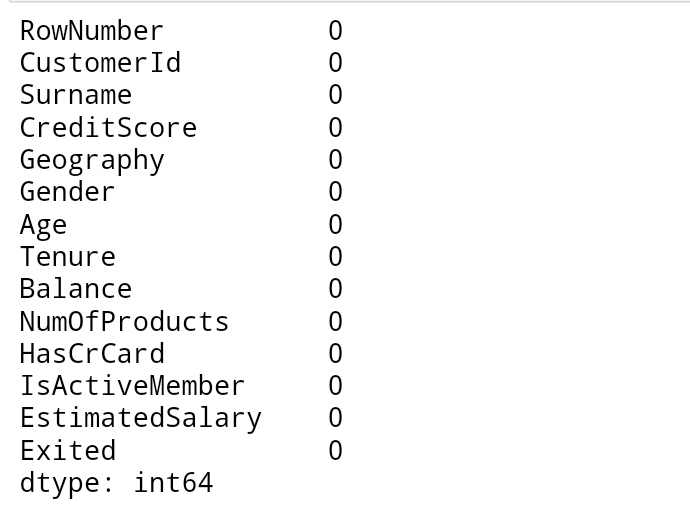 RowNumber 0
CustomerId 0
Surname 0
CreditScore 0
Geography 0
Gender 0
Age 0
Tenure 0
Balance 0
NumOfProducts 0
HasCrCard 0
IsActiveMember 0
EstimatedSalary 0
Exited 0
dtype: int64